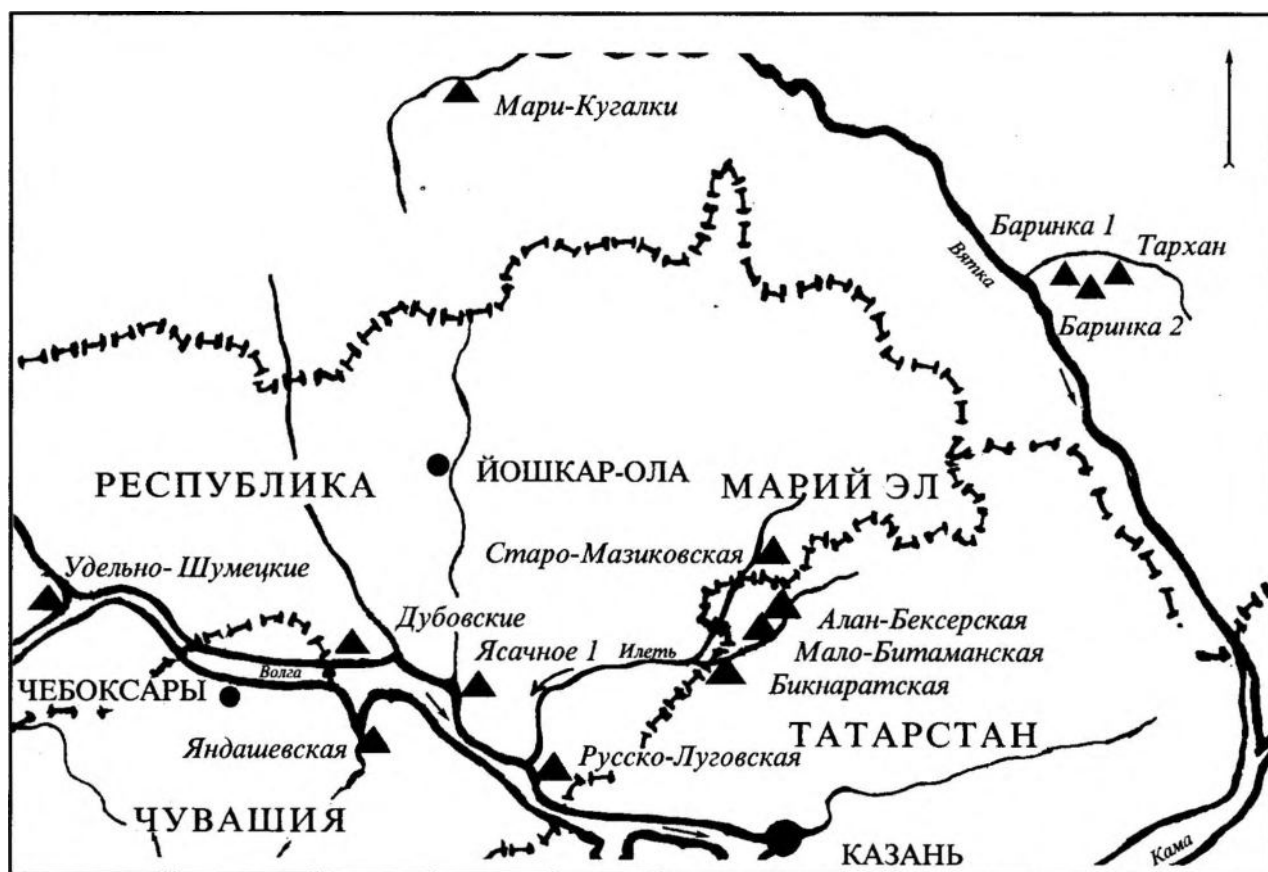 Мари-Кугалки
Баринка 1
Тархан
Вятка
Баринка 2
РЕСПУБЛИКА
ЙОШКАР-ОЛА
МАРИЙ ЭЛ
Старо-Мазиковская
Удельно- Шумецкие
Дубовские
Алан-Бексерская
Ясачное 1
Илеть
Мало-Битаманская
Волга
Бикнаратская
ЧЕБОКСАРЫ
ТАТАРСТАН
Яндашевская
Русско-Луговская
ЧУВАШИЯ
КАЗАНЬ
Кама